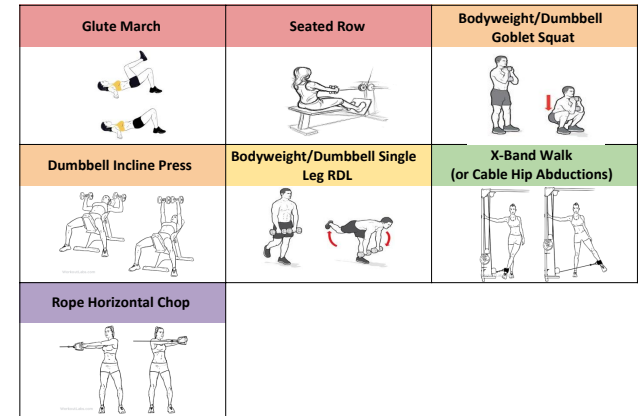 Glute March
Seated Row
Bodyweight/Dumbbell
Goblet Squat
Dumbbell Incline Press
Bodyweight/Dumbbell Single
Leg RDL
X-Band Walk
(or Cable Hip Abductions)
Rope Horizontal Chop